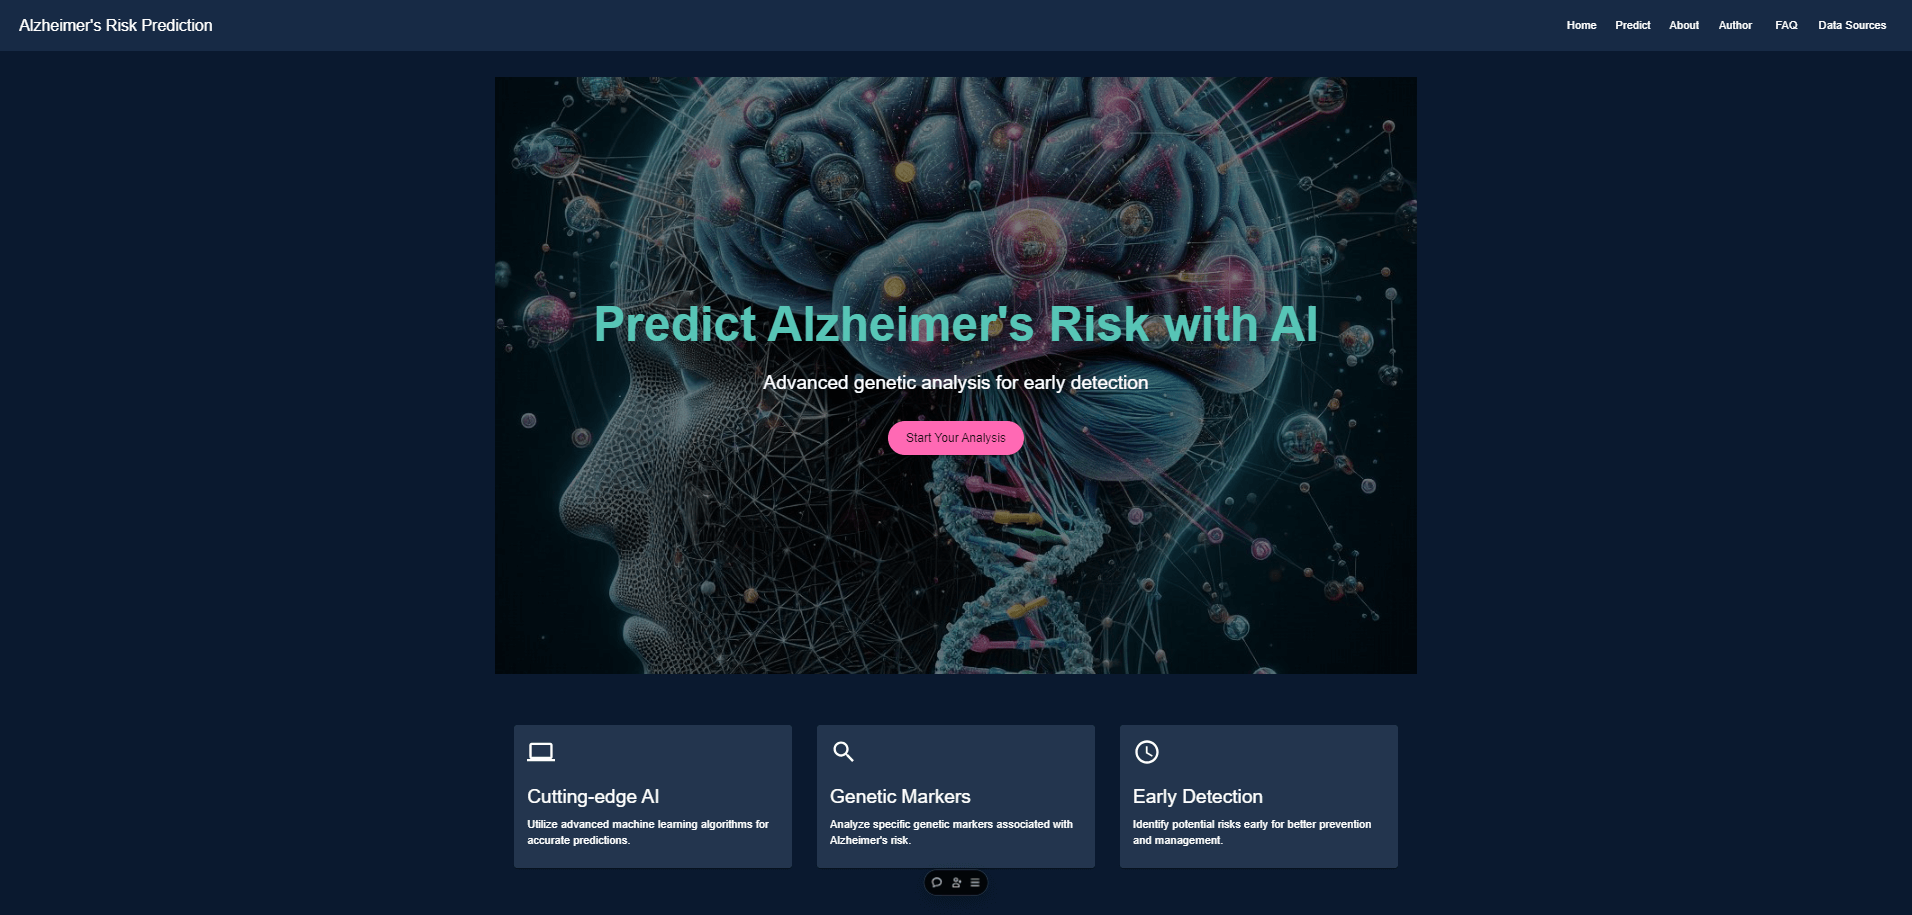 Alzheimer's Risk Prediction
Home Predict About Author FAQ Data Sources
Predict Alzheimer's Risk with AI
Advanced genetic analysis for early detection
Start Your Analysis
Cutting-edge AI
Utilize advanced machine learning algorithms for
accurate predictions.
Genetic Markers
Analyze specific genetic markers associated with
Alzheimer's risk.
Early Detection
Identify potential risks early for better prevention
and management.